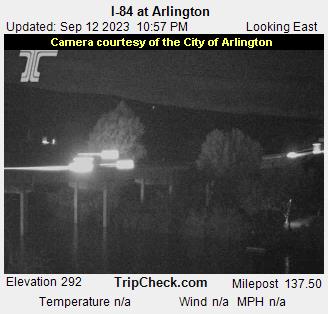 I-84 at Arlington
Updated: Sep 12 2023 10:57 PM Looking East
Camera courtesy of the City of Arlington
Elevation 292 TripCheck.com Milepost 137.50
Temperature n/a Wind n/a MPH n/a